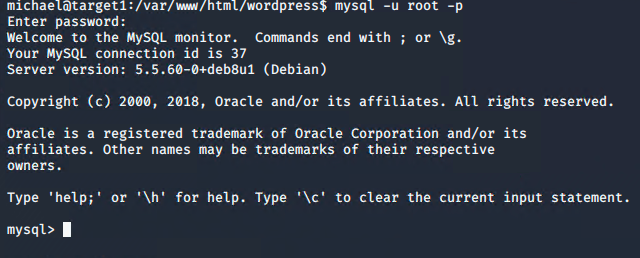 michael@target1:/var/www/html/wordpress$ mysql -u root -p
Enter password:
Welcome to the MySQL monitor.  Commands end with ; or \g.
Your MySQL connection id is 37
Server version: 5.5.60-0+deb8u1 (Debian)
Copyright (c) 2000, 2018, Oracle and/or its affiliates. All rights reserved.
Oracle is a registered trademark of Oracle Corporation and/or its
affiliates. Other names may be trademarks of their respective
owners.
Type 'help;' or '\h' for help. Type '\c' to clear the current input statement.
mysql>